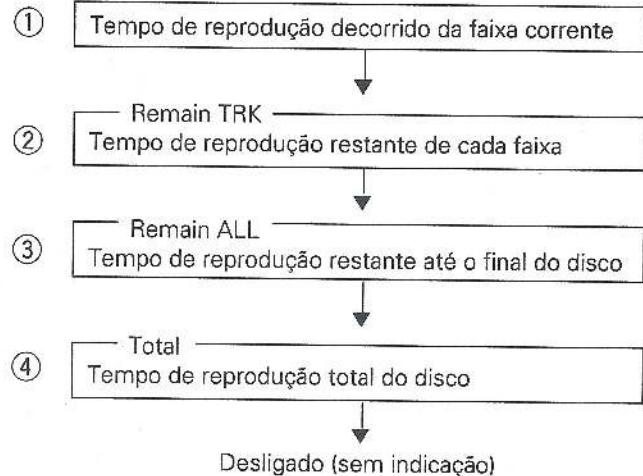 ① Tempo de reprodução decorrido da faixa corrente
Remain TRK
② Tempo de reprodução restante de cada faixa
Remain ALL
③ Tempo de reprodução restante até o final do disco
Total
④ Tempo de reprodução total do disco
Desligado (sem indicação)